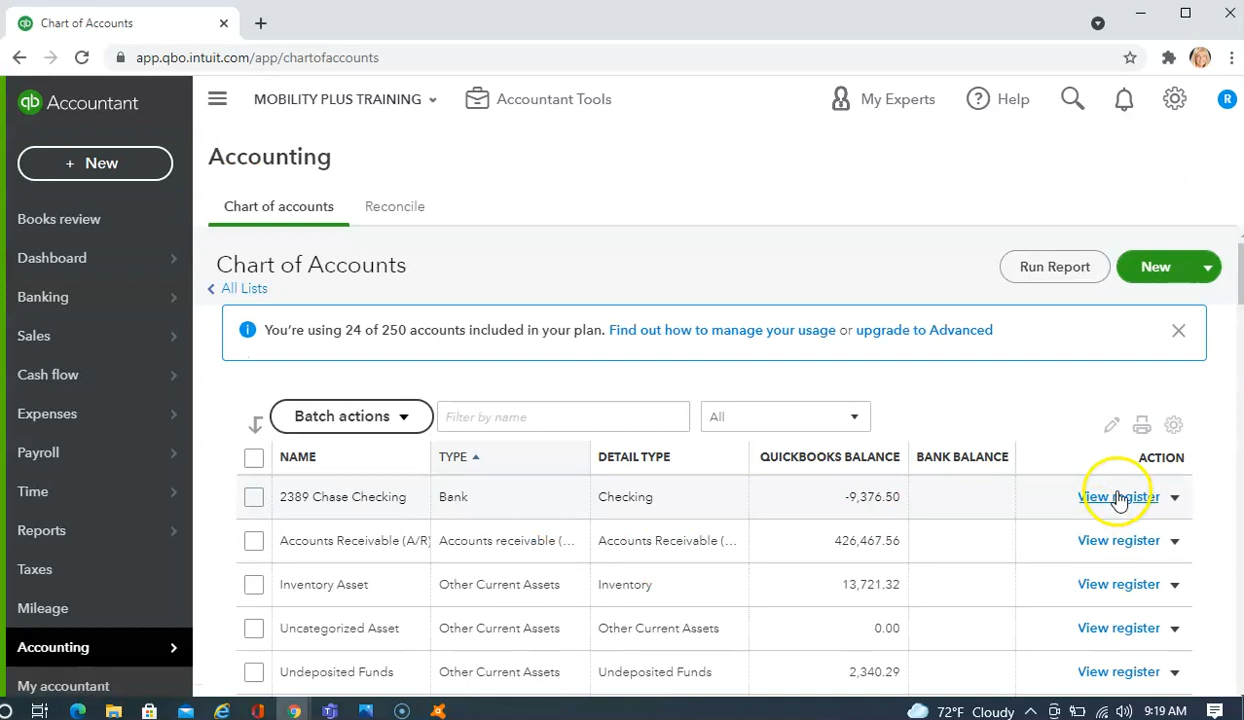 Chart of Accounts
app.qbo.intuit.com/app/chartofaccounts
qb Accountant
MOBILITY PLUS TRAINING
Accountant Tools
My Experts
Help
R
+ New
Accounting
Books review
Dashboard
Banking
Sales
Cash flow
Expenses
Payroll
Time
Reports
Taxes
Mileage
Accounting
My accountant
Chart of accounts
Reconcile
Chart of Accounts
All Lists
Run Report
New
You're using 24 of 250 accounts included in your plan. Find out how to manage your usage or upgrade to Advanced
Batch actions
Filter by name
All
NAME TYPE DETAIL TYPE QUICKBOOKS BALANCE BANK BALANCE ACTION
2389 Chase Checking Bank Checking -9,376.50 View register
Accounts Receivable (A/R) Accounts receivable (... Accounts Receivable (... 426,467.56 View register
Inventory Asset Other Current Assets Inventory 13,721.32 View register
Uncategorized Asset Other Current Assets Other Current Assets 0.00 View register
Undeposited Funds Other Current Assets Undeposited Funds 2,340.29 View register
72°F Cloudy
9:19 AM